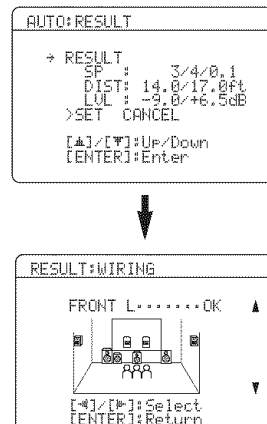 AUTO:RESULT
→ RESULT
SP : 3/4/0.1
DIST: 14.0/17.0ft
LVL : -9.0/+6.5dB
>SET CANCEL
[▲]/[▼]:Up/Down
[ENTER]:Enter
RESULT:WIRING
FRONT L.......OK
[◀]/[▶]:Select
[ENTER]:Return